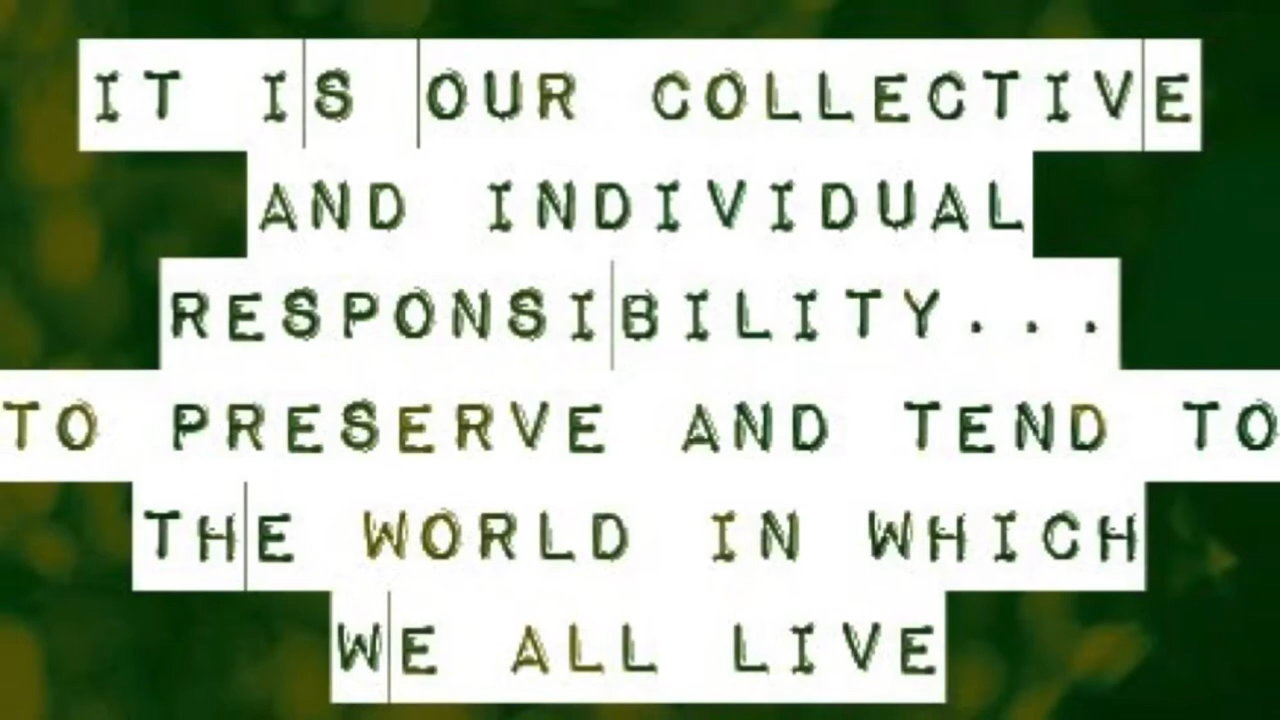 IT IS OUR COLLECTIVE
AND INDIVIDUAL
RESPONSIBILITY...
TO PRESERVE AND TEND TO
THE WORLD IN WHICH
WE ALL LIVE